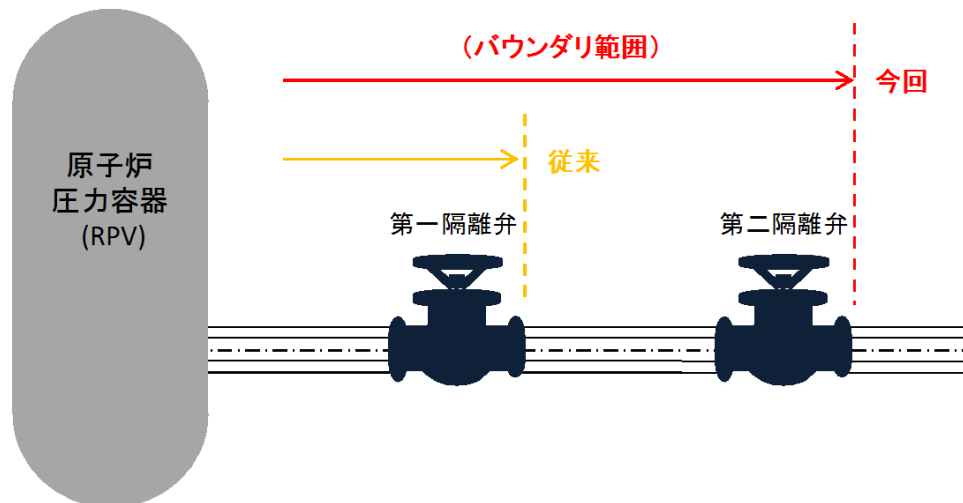 (バウンダリ範囲)
今回
従来
原子炉
圧力容器
(RPV)
第一隔離弁
第二隔離弁